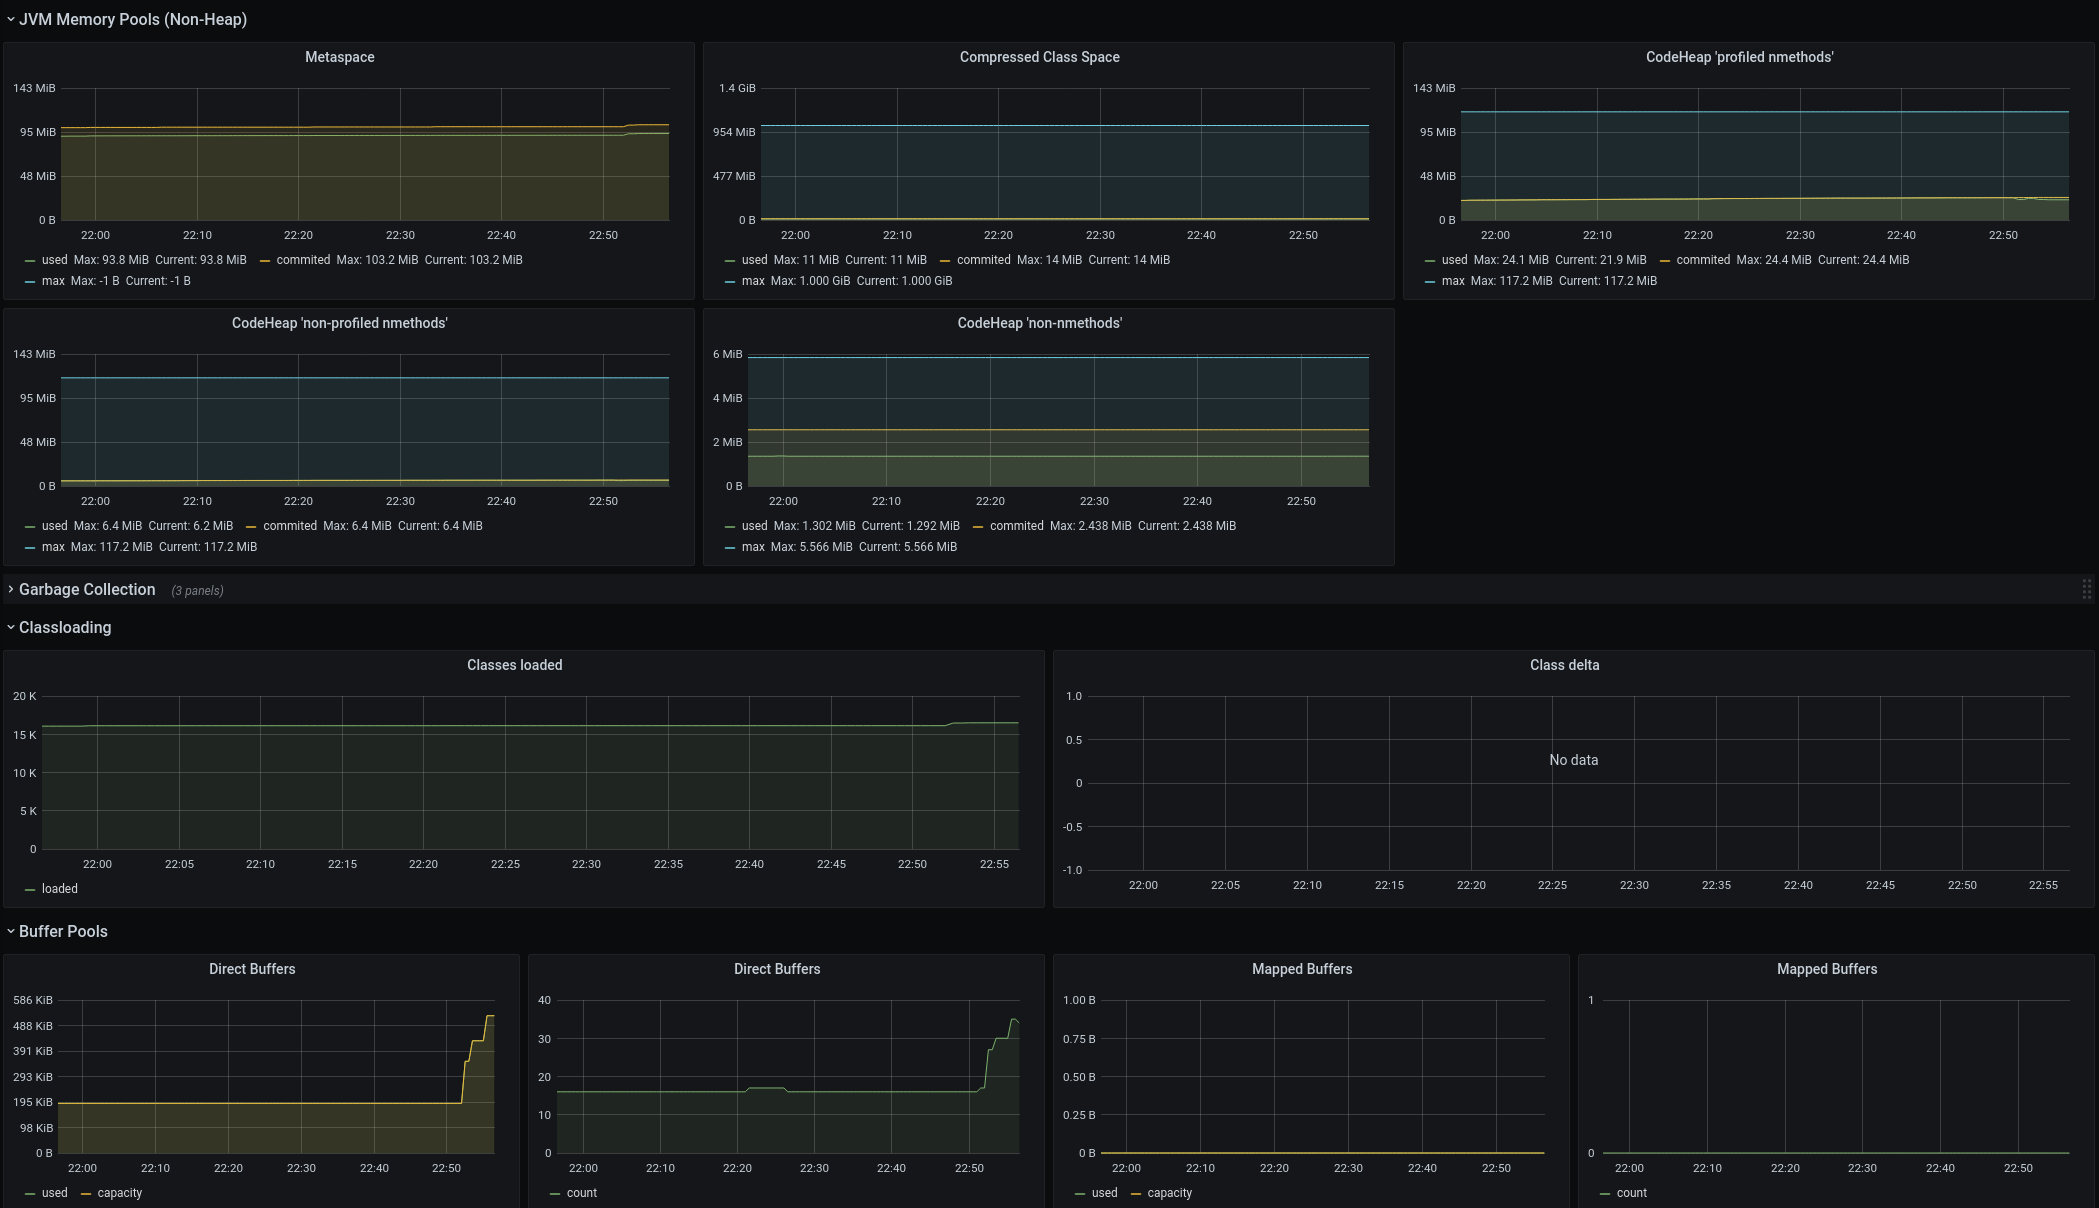 JVM Memory Pools (Non-Heap)
Metaspace
143 MiB
95 MiB
48 MiB
0 B
22:00 22:10 22:20 22:30 22:40 22:50
used Max: 93.8 MiB Current: 93.8 MiB commited Max: 103.2 MiB Current: 103.2 MiB
max Max: -1 B Current: -1 B
Compressed Class Space
1.4 GiB
954 MiB
477 MiB
0 B
22:00 22:10 22:20 22:30 22:40 22:50
used Max: 11 MiB Current: 11 MiB commited Max: 14 MiB Current: 14 MiB
max Max: 1.000 GiB Current: 1.000 GiB
CodeHeap 'profiled nmethods'
143 MiB
95 MiB
48 MiB
0 B
22:00 22:10 22:20 22:30 22:40 22:50
used Max: 24.1 MiB Current: 21.9 MiB commited Max: 24.4 MiB Current: 24.4 MiB
max Max: 117.2 MiB Current: 117.2 MiB
CodeHeap 'non-profiled nmethods'
143 MiB
95 MiB
48 MiB
0 B
22:00 22:10 22:20 22:30 22:40 22:50
used Max: 6.4 MiB Current: 6.2 MiB commited Max: 6.4 MiB Current: 6.4 MiB
max Max: 117.2 MiB Current: 117.2 MiB
CodeHeap 'non-nmethods'
6 MiB
4 MiB
2 MiB
0 B
22:00 22:10 22:20 22:30 22:40 22:50
used Max: 1.302 MiB Current: 1.292 MiB commited Max: 2.438 MiB Current: 2.438 MiB
max Max: 5.566 MiB Current: 5.566 MiB
Garbage Collection (3 panels)
Classloading
Classes loaded
20 K
15 K
10 K
5 K
0
22:00 22:05 22:10 22:15 22:20 22:25 22:30 22:35 22:40 22:45 22:50 22:55
loaded
Class delta
1.0
0.5
0
-0.5
-1.0
No data
22:00 22:05 22:10 22:15 22:20 22:25 22:30 22:35 22:40 22:45 22:50 22:55
Buffer Pools
Direct Buffers
586 KiB
488 KiB
391 KiB
293 KiB
195 KiB
98 KiB
0 B
22:00 22:10 22:20 22:30 22:40 22:50
used capacity
Direct Buffers
40
30
20
10
0
22:00 22:10 22:20 22:30 22:40 22:50
count
Mapped Buffers
1.00 B
0.75 B
0.50 B
0.25 B
0 B
22:00 22:10 22:20 22:30 22:40 22:50
used capacity
Mapped Buffers
1
0
22:00 22:10 22:20 22:30 22:40 22:50
count